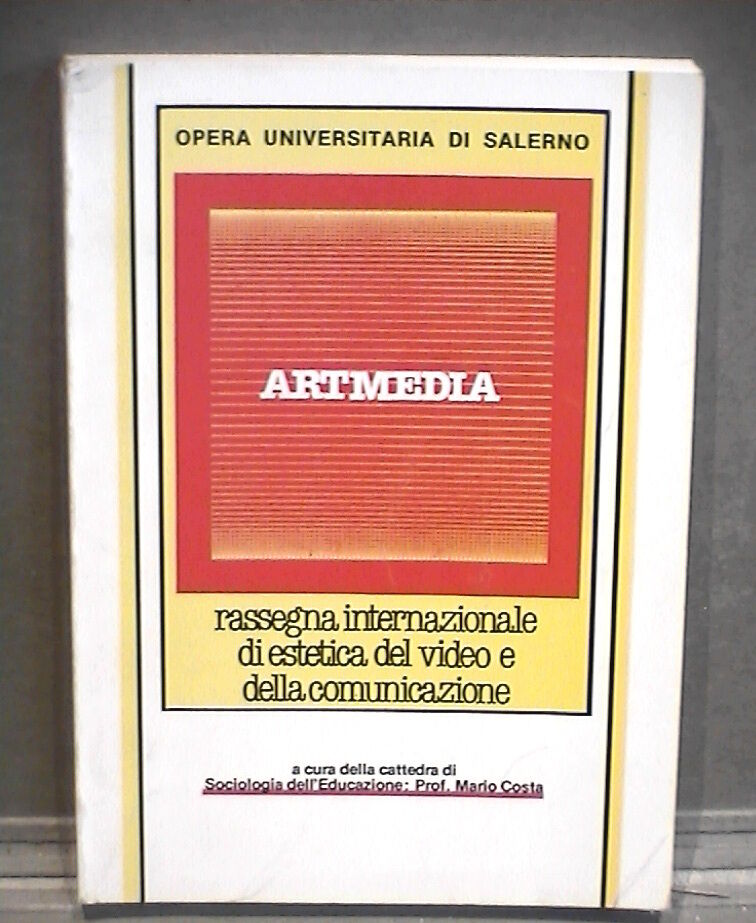 OPERA UNIVERSITARIA DI SALERNO
ARTMEDIA
rassegna internazionale
di estetica del video e
della comunicazione
a cura della cattedra di
Sociologia dell'Educazione: Prof. Mario Costa